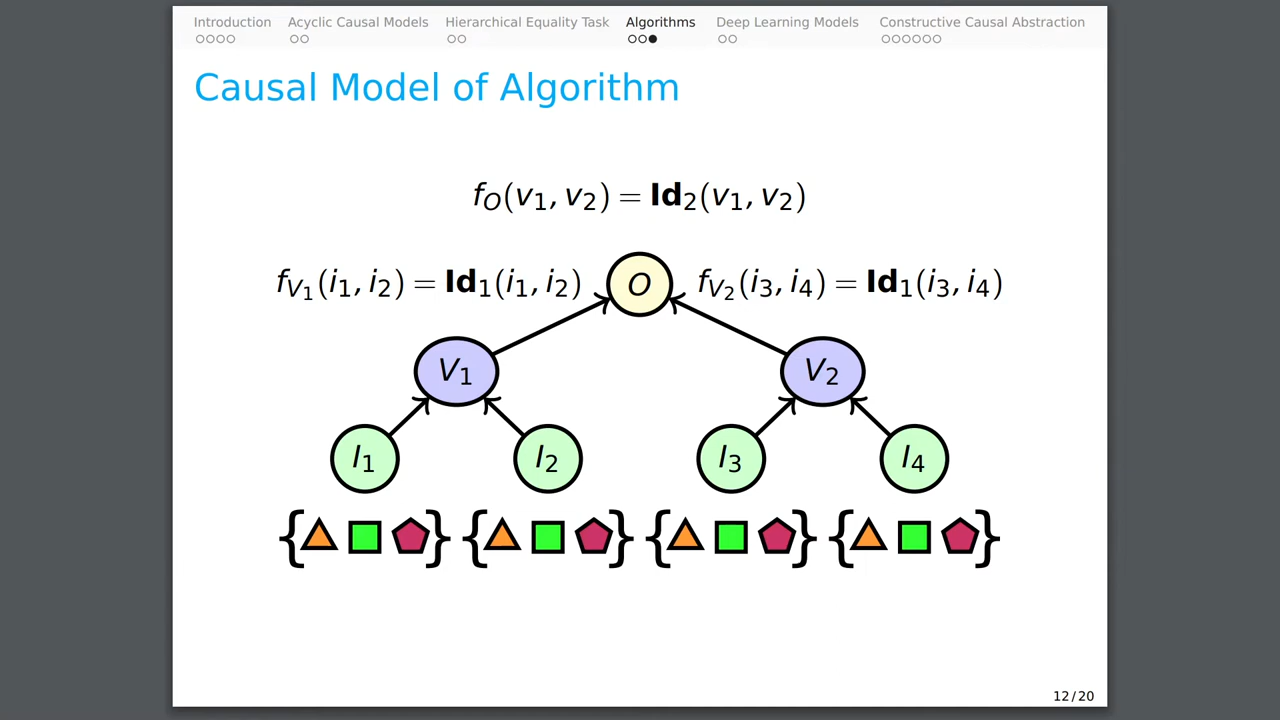 Introduction Acyclic Causal Models Hierarchical Equality Task Algorithms Deep Learning Models Constructive Causal Abstraction
Causal Model of Algorithm
f_O(v_1, v_2) = Id_2(v_1, v_2)
f_{V_1}(i_1, i_2) = Id_1(i_1, i_2) O f_{V_2}(i_3, i_4) = Id_1(i_3, i_4)
V_1 V_2
I_1 I_2 I_3 I_4
12/20